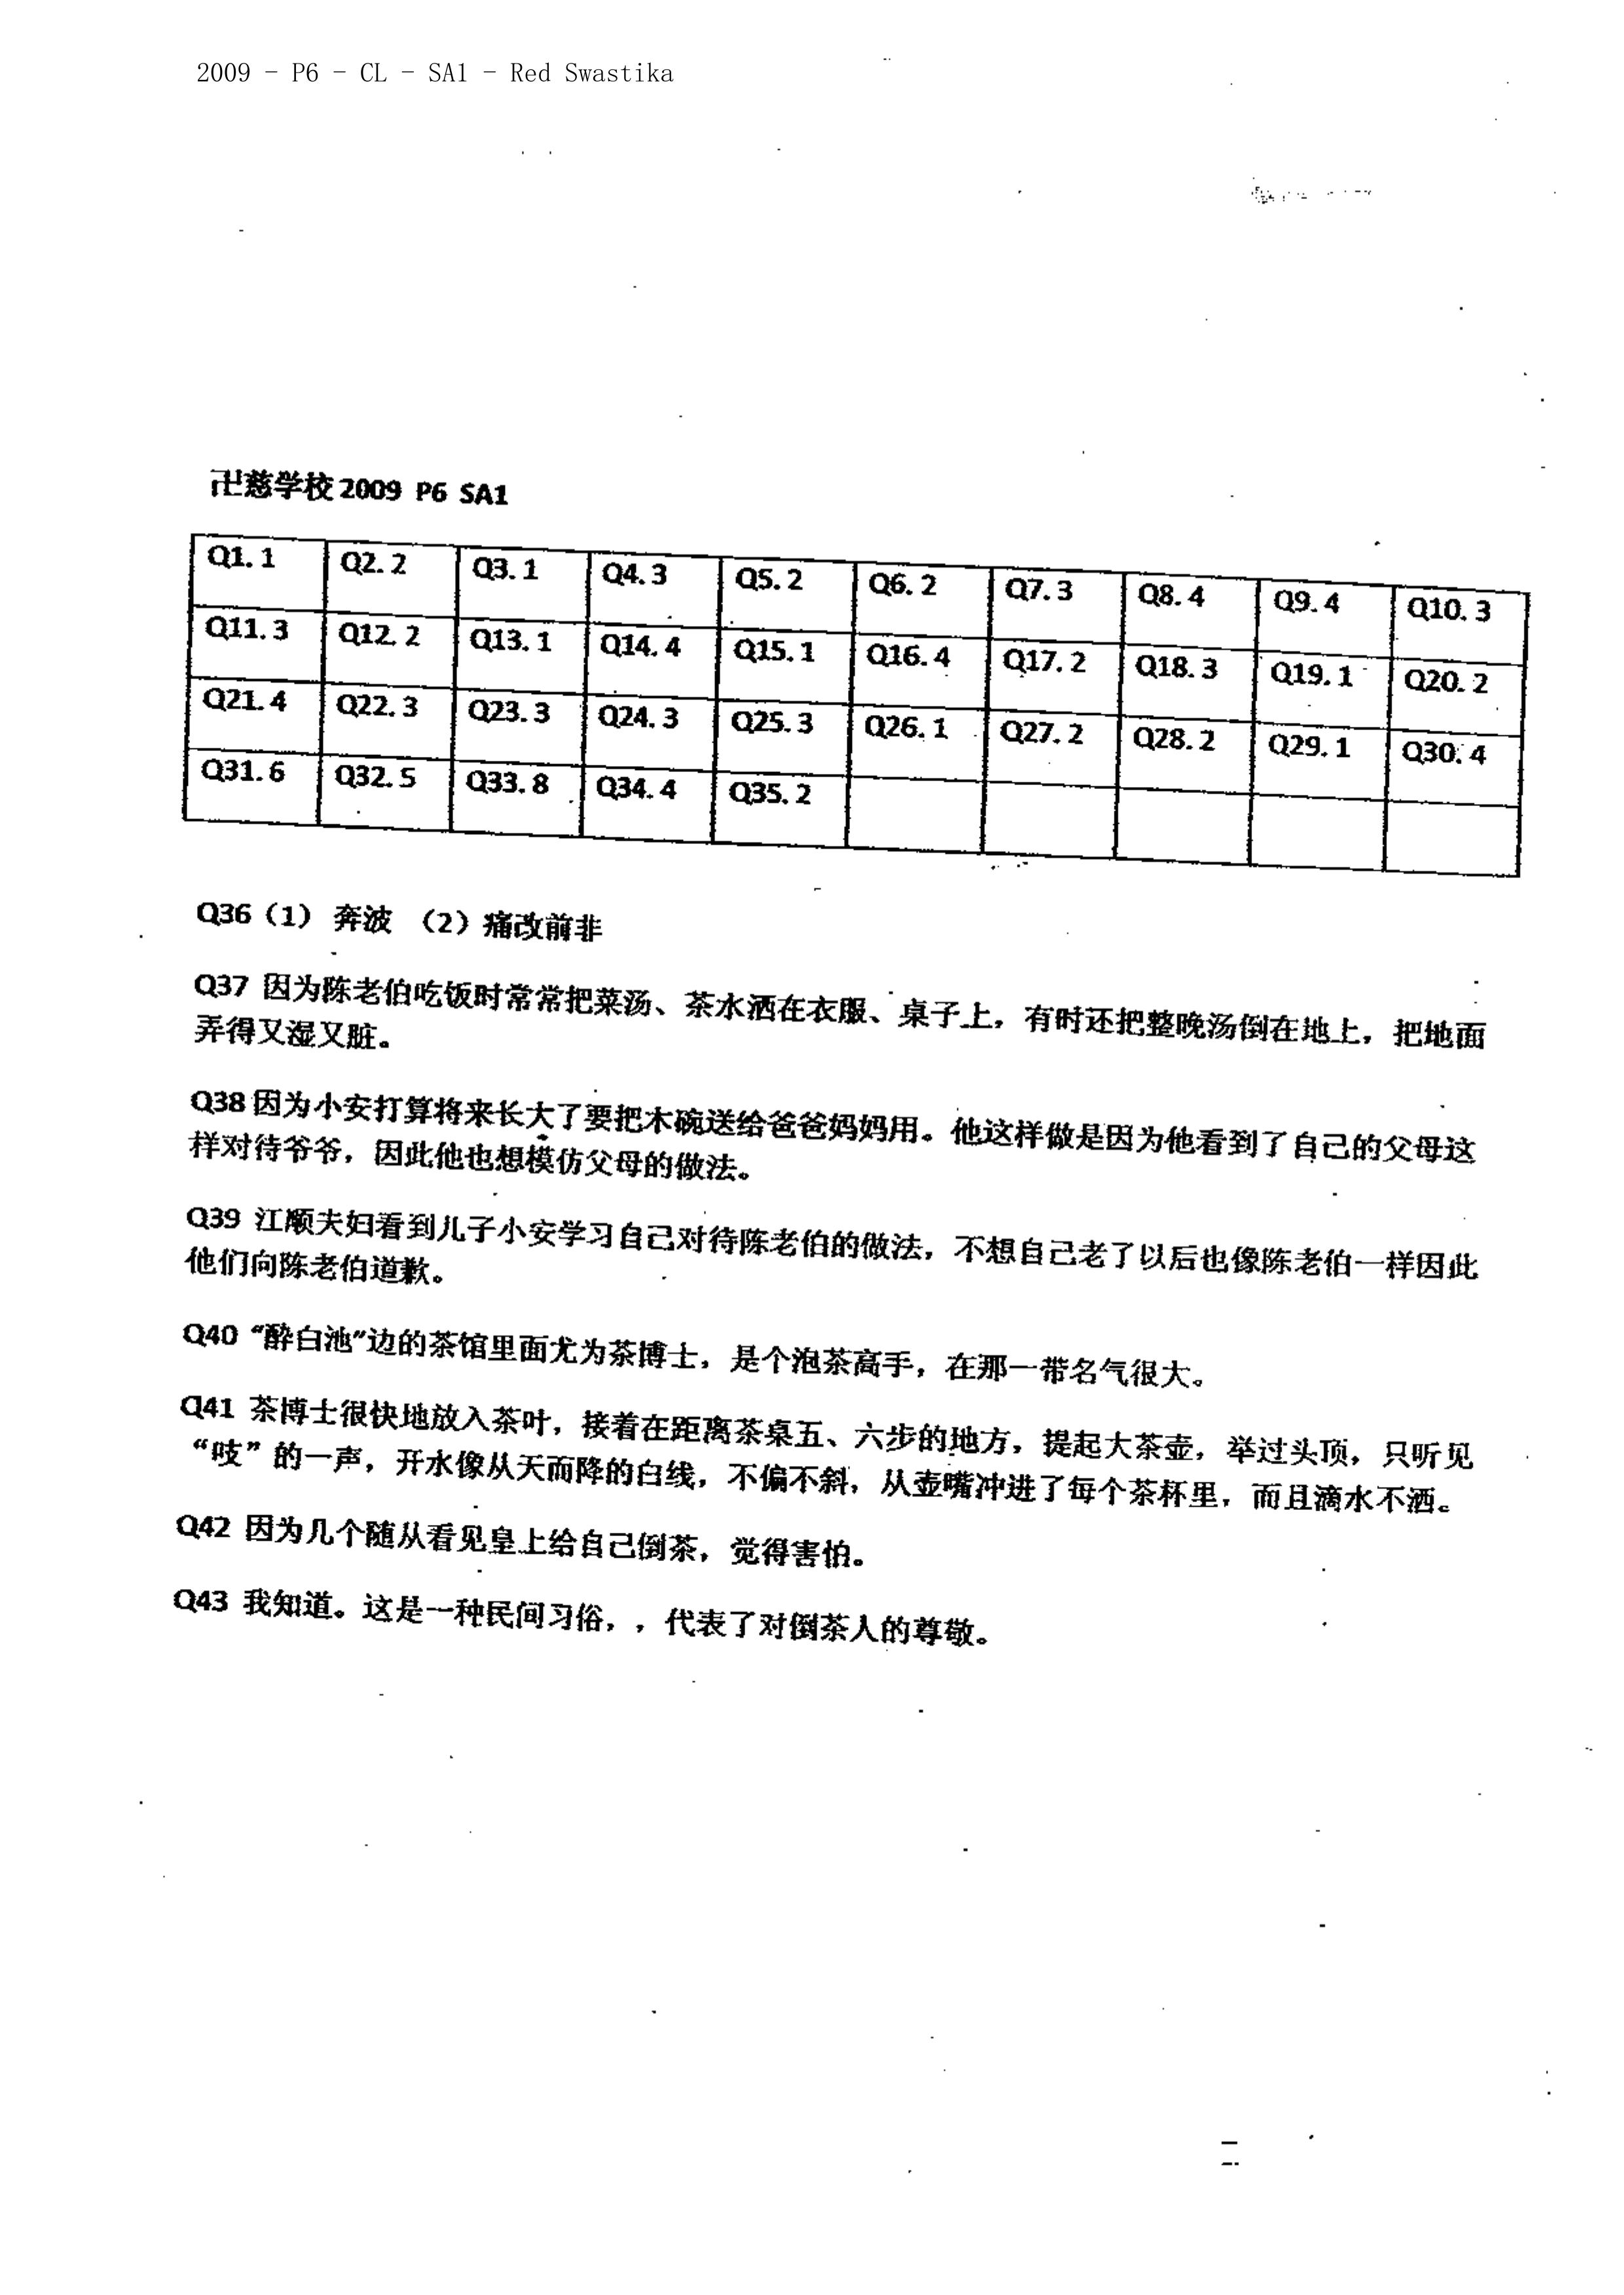 2009 - P6 - CL - SA1 - Red Swastika
卍慈学校 2009 P6 SA1
Q1. 1 Q2. 2 Q3. 1 Q4. 3 Q5. 2 Q6. 2 Q7. 3 Q8. 4 Q9. 4 Q10. 3
Q11. 3 Q12. 2 Q13. 1 Q14. 4 Q15. 1 Q16. 4 Q17. 2 Q18. 3 Q19. 1 Q20. 2
Q21. 4 Q22. 3 Q23. 3 Q24. 3 Q25. 3 Q26. 1 Q27. 2 Q28. 2 Q29. 1 Q30. 4
Q31. 6 Q32. 5 Q33. 8 Q34. 4 Q35. 2
Q36（1） 奔波 （2）痛改前非
Q37 因为陈老伯吃饭时常常把菜汤、茶水洒在衣服、桌子上，有时还把整晚汤倒在地上，把地面
弄得又湿又脏。
Q38 因为小安打算将来长大了要把木碗送给爸爸妈妈用。他这样做是因为他看到了自己的父母这
样对待爷爷，因此他也想模仿父母的做法。
Q39 江顺夫妇看到儿子小安学习自己对待陈老伯的做法，不想自己老了以后也像陈老伯一样因此
他们向陈老伯道歉。
Q40 “醉白池”边的茶馆里面尤为茶博士，是个泡茶高手，在那一带名气很大。
Q41 茶博士很快地放入茶叶，接着在距离茶桌五、六步的地方，提起大茶壶，举过头顶，只听见
“吱”的一声，开水像从天而降的白线，不偏不斜，从壶嘴冲进了每个茶杯里，而且滴水不洒。
Q42 因为几个随从看见皇上给自己倒茶，觉得害怕。
Q43 我知道。这是一种民间习俗，，代表了对倒茶人的尊敬。